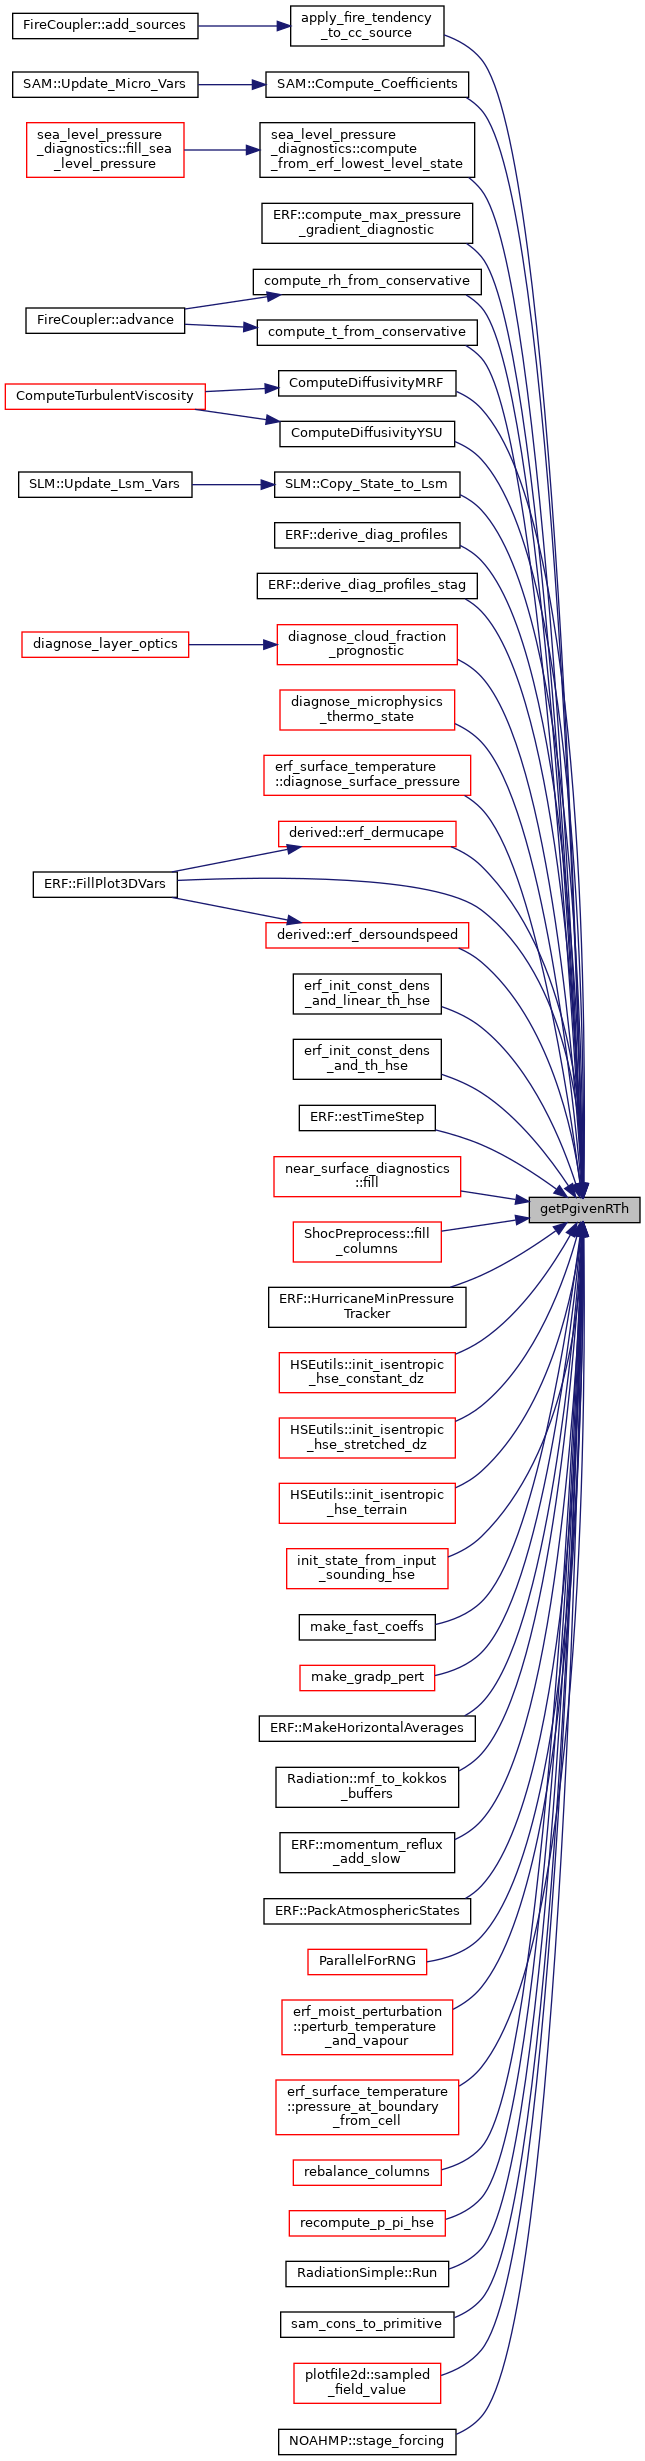 FireCoupler::add_sources
apply_fire_tendency
_to_cc_source
SAM::Update_Micro_Vars
SAM::Compute_Coefficients
sea_level_pressure
_diagnostics::fill_sea
_level_pressure
sea_level_pressure
_diagnostics::compute
_from_erf_lowest_level_state
ERF::compute_max_pressure
_gradient_diagnostic
compute_rh_from_conservative
FireCoupler::advance
compute_t_from_conservative
ComputeTurbulentViscosity
ComputeDiffusivityMRF
ComputeDiffusivityYSU
SLM::Update_Lsm_Vars
SLM::Copy_State_to_Lsm
ERF::derive_diag_profiles
ERF::derive_diag_profiles_stag
diagnose_layer_optics
diagnose_cloud_fraction
_prognostic
diagnose_microphysics
_thermo_state
erf_surface_temperature
::diagnose_surface_pressure
derived::erf_dermucape
ERF::FillPlot3DVars
derived::erf_dersoundspeed
erf_init_const_dens
_and_linear_th_hse
erf_init_const_dens
_and_th_hse
ERF::estTimeStep
near_surface_diagnostics
::fill
getPgivenRTh
ShocPreprocess::fill
_columns
ERF::HurricaneMinPressure
Tracker
HSEutils::init_isentropic
_hse_constant_dz
HSEutils::init_isentropic
_hse_stretched_dz
HSEutils::init_isentropic
_hse_terrain
init_state_from_input
_sounding_hse
make_fast_coeffs
make_gradp_pert
ERF::MakeHorizontalAverages
Radiation::mf_to_kokkos
_buffers
ERF::momentum_reflux
_add_slow
ERF::PackAtmosphericStates
ParallelForRNG
erf_moist_perturbation
::perturb_temperature
_and_vapour
erf_surface_temperature
::pressure_at_boundary
_from_cell
rebalance_columns
recompute_p_pi_hse
RadiationSimple::Run
sam_cons_to_primitive
plotfile2d::sampled
_field_value
NOAHMP::stage_forcing